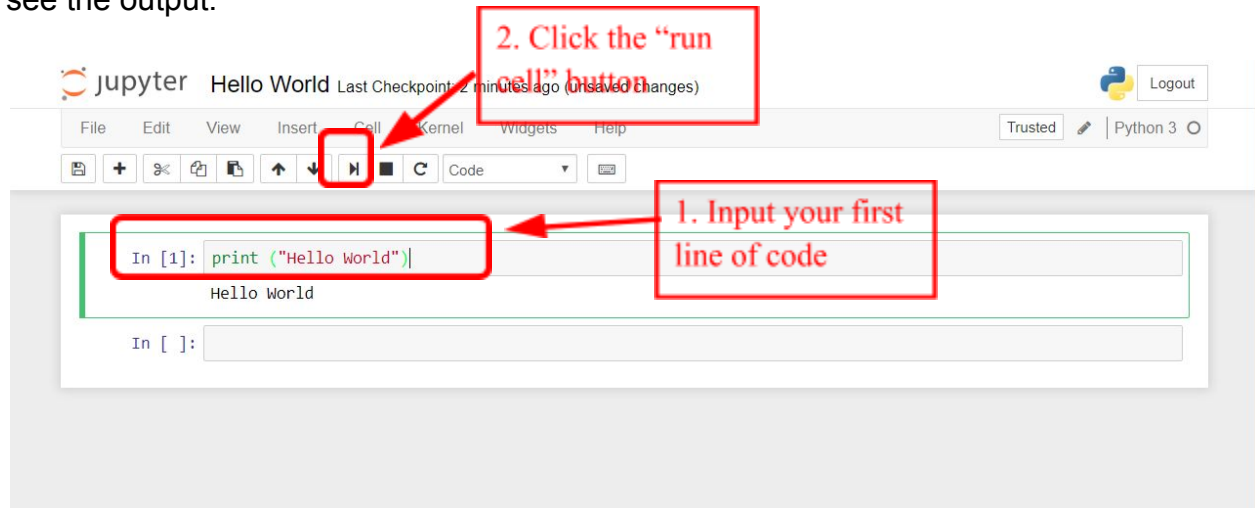 see the output.
2. Click the “run
cell” button
jupyter Hello World Last Checkpoint: 2 minutes ago (unsaved changes)
Logout
File Edit View Insert Cell Kernel Widgets Help
Trusted Python 3
Code
1. Input your first
line of code
In [1]: print ("Hello World")
Hello World
In [ ]: